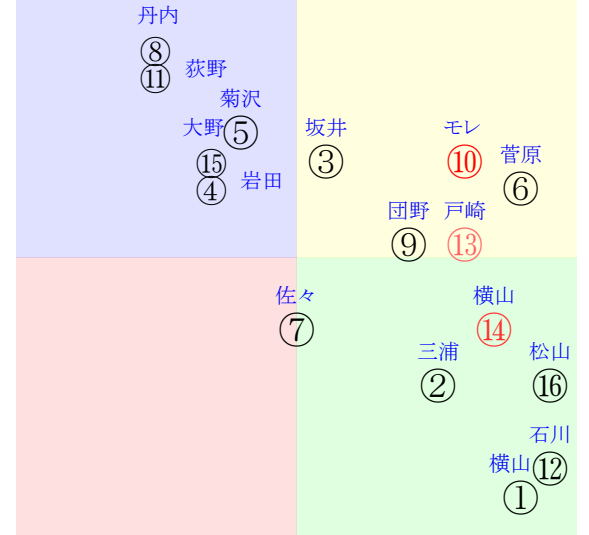 丹内
⑧
⑪ 荻野
菊沢
大野 ⑤
⑮
④ 岩田
坂井
③
モレ
⑩
菅原
⑥
団野
⑨
戸崎
⑬
佐々
⑦
横山
⑭
三浦
②
松山
⑯
石川
⑫
横山
①